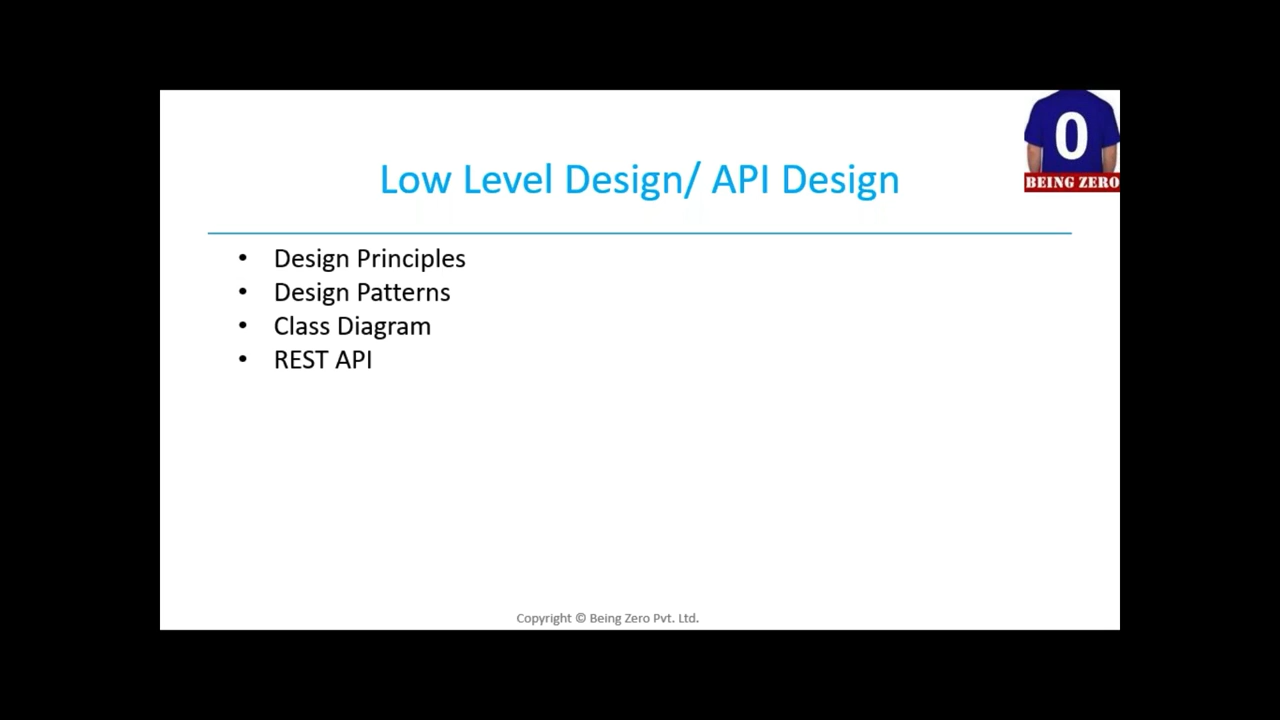 0
BEING ZERO
Low Level Design/ API Design
• Design Principles
• Design Patterns
• Class Diagram
• REST API
Copyright © Being Zero Pvt. Ltd.